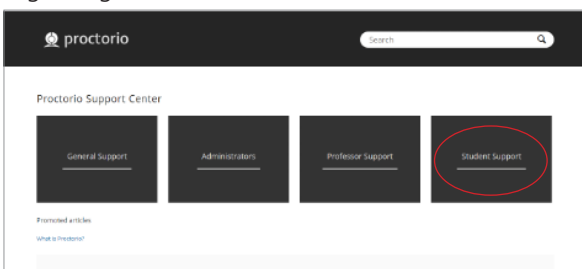 proctorio
Search
Proctorio Support Center
General Support
Administrators
Professor Support
Student Support
Promoted articles
What is Proctorio?